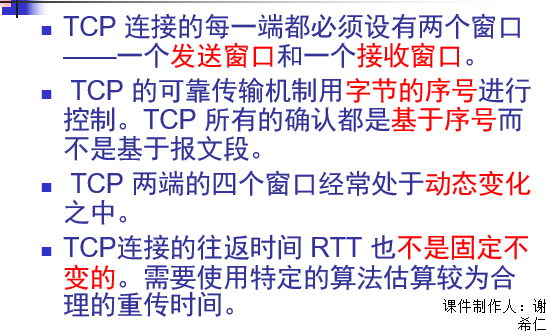 TCP 连接的每一端都必须设有两个窗口
——一个发送窗口和一个接收窗口。
TCP 的可靠传输机制用字节的序号进行
控制。TCP 所有的确认都是基于序号而
不是基于报文段。
TCP 两端的四个窗口经常处于动态变化
之中。
TCP连接的往返时间 RTT 也不是固定不
变的。需要使用特定的算法估算较为合
理的重传时间。
课件制作人：谢
希仁